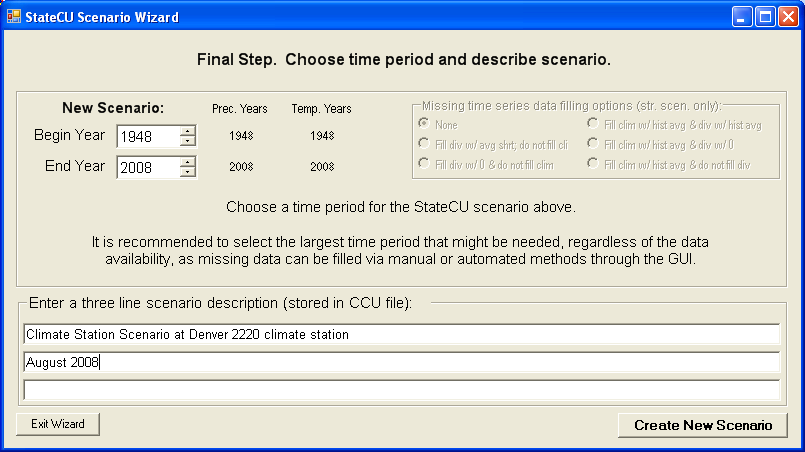 StateCU Scenario Wizard
Final Step. Choose time period and describe scenario.
New Scenario: Prec. Years Temp. Years
Begin Year 1948 1948 1948
End Year 2008 2008 2008
Missing time series data filling options (str. scen. only):
None Fill clim w/ hist avg & div w/ hist avg
Fill div w/ avg shrt; do not fill cli Fill clim w/ hist avg & div w/ 0
Fill div w/ 0 & do not fill clim Fill clim w/ hist avg & do not fill div
Choose a time period for the StateCU scenario above.
It is recommended to select the largest time period that might be needed, regardless of the data
availability, as missing data can be filled via manual or automated methods through the GUI.
Enter a three line scenario description (stored in CCU file):
Climate Station Scenario at Denver 2220 climate station
August 2008
Exit Wizard Create New Scenario